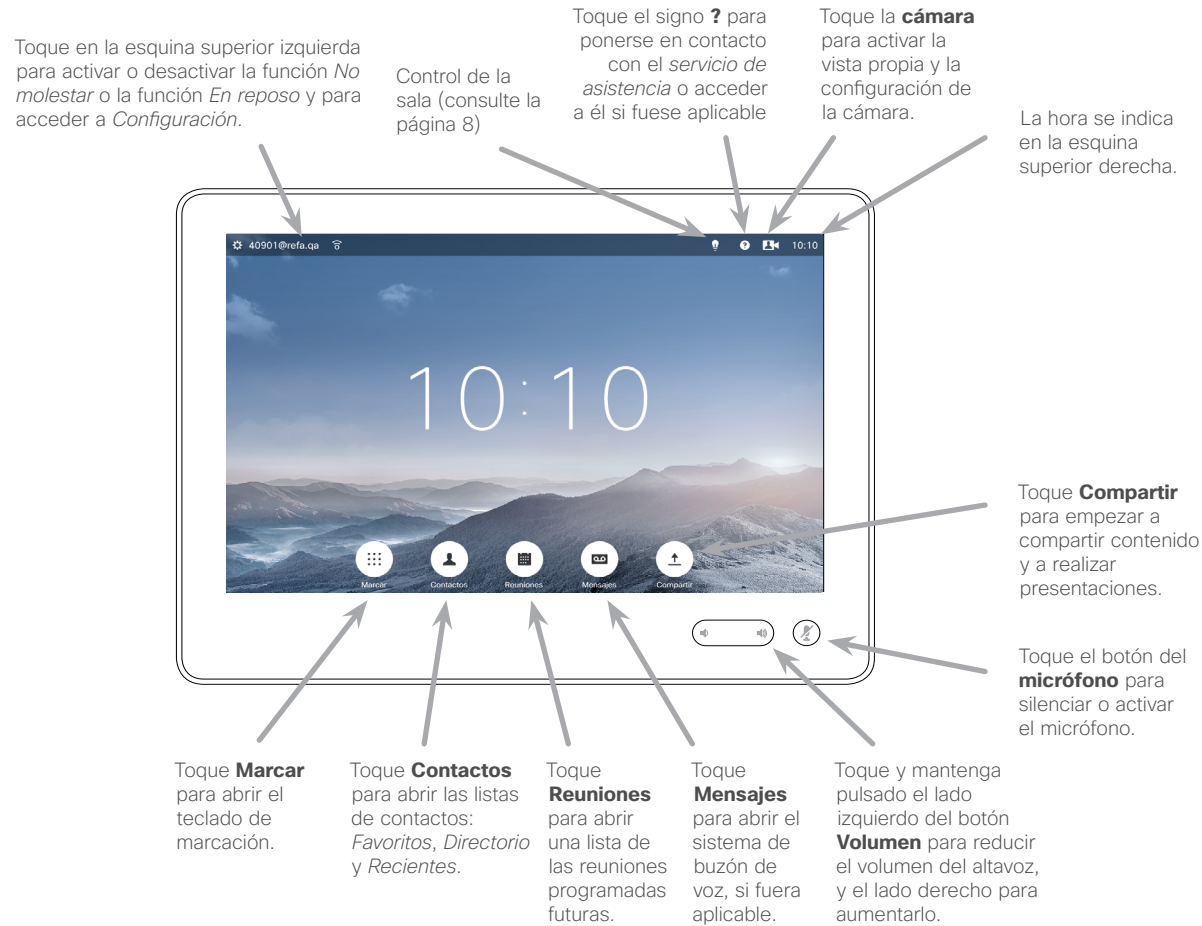 Toque en la esquina superior izquierda
para activar o desactivar la función No
molestar o la función En reposo y para
acceder a Configuración.
Control de la
sala (consulte la
página 8)
Toque el signo ? para
ponerse en contacto
con el servicio de
asistencia o acceder
a él si fuese aplicable
Toque la cámara
para activar la
vista propia y la
configuración de
la cámara.
La hora se indica
en la esquina
superior derecha.
40901@refa.qa
10:10
10:10
Marcar
Contactos
Reuniones
Mensajes
Compartir
Toque Compartir
para empezar a
compartir contenido
y a realizar
presentaciones.
Toque el botón del
micrófono para
silenciar o activar
el micrófono.
Toque Marcar
para abrir el
teclado de
marcación.
Toque Contactos
para abrir las listas
de contactos:
Favoritos, Directorio
y Recientes.
Toque
Reuniones
para abrir
una lista de
las reuniones
programadas
futuras.
Toque
Mensajes
para abrir el
sistema de
buzón de
voz, si fuera
aplicable.
Toque y mantenga
pulsado el lado
izquierdo del botón
Volumen para reducir
el volumen del altavoz,
y el lado derecho para
aumentarlo.